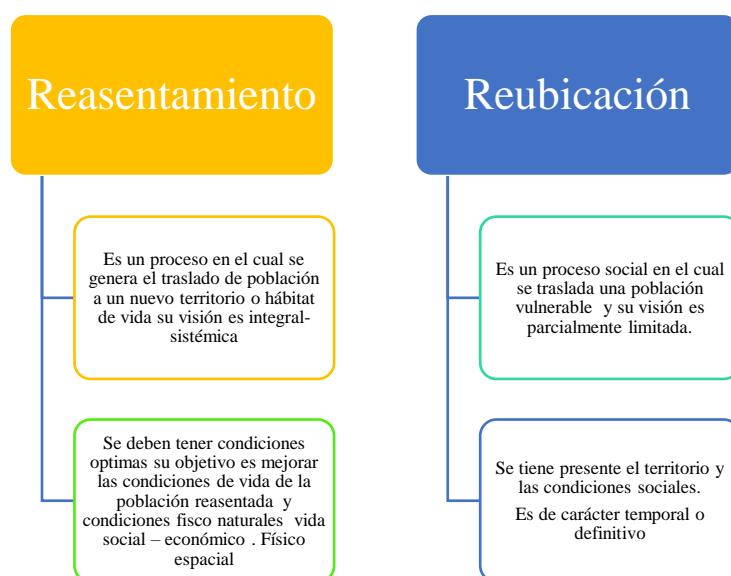 Reasentamiento
Es un proceso en el cual se
genera el traslado de población
a un nuevo territorio o hábitat
de vida su visión es integral-
sistémica
Se deben tener condiciones
optimas su objetivo es mejorar
las condiciones de vida de la
población reasentada y
condiciones fisco naturales vida
social – económico . Físico
espacial
Reubicación
Es un proceso social en el cual
se traslada una población
vulnerable y su visión es
parcialmente limitada.
Se tiene presente el territorio y
las condiciones sociales.
Es de carácter temporal o
definitivo